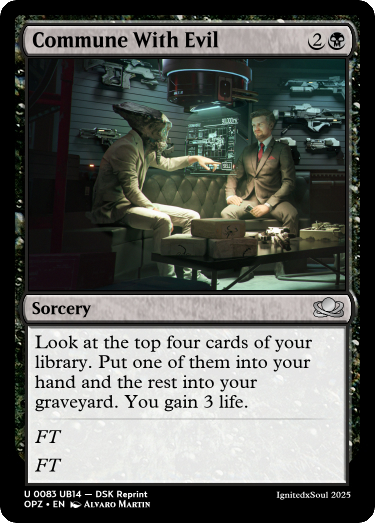 Commune With Evil 2
Sorcery
Look at the top four cards of your
library. Put one of them into your
hand and the rest into your
graveyard. You gain 3 life.
FT
FT
U 0083 UB14 — DSK Reprint
OPZ • EN Alvaro Martin
IgnitedxSoul 2025